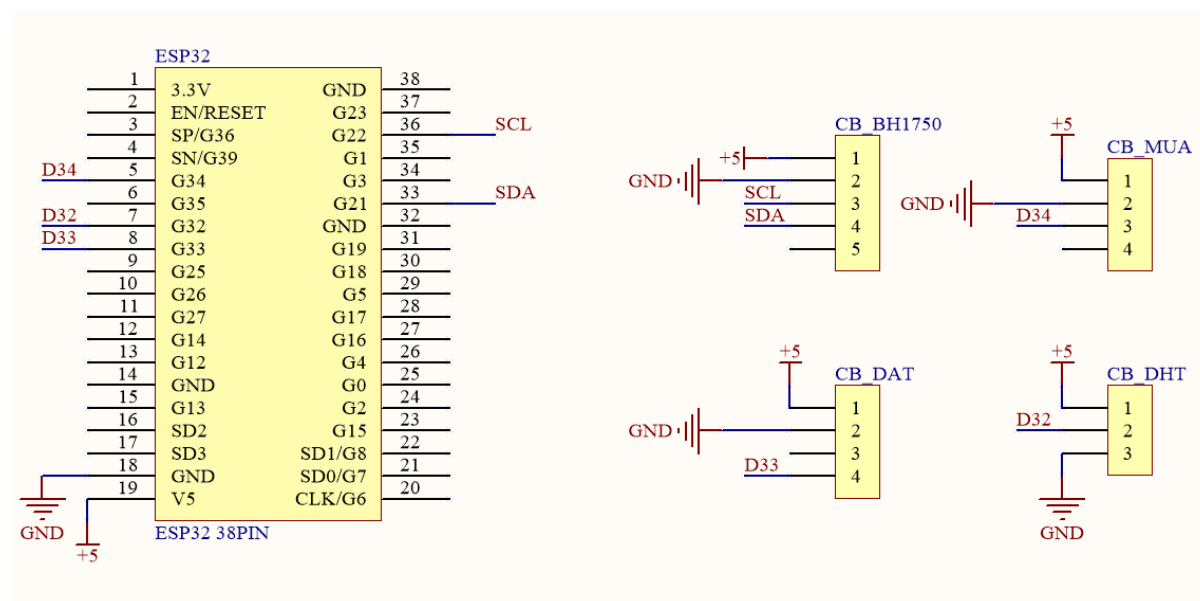 ESP32
1 3.3V GND 38
2 EN/RESET G23 37
3 SP/G36 G22 36 SCL
4 SN/G39 G1 35
D34 5 G34 G3 34
6 G35 G21 33 SDA
D32 7 G32 GND 32
D33 8 G33 G19 31
9 G25 G18 30
10 G26 G5 29
11 G27 G17 28
12 G14 G16 27
13 G12 G4 26
14 GND G0 25
15 G13 G2 24
16 SD2 G15 23
17 SD3 SD1/G8 22
18 GND SD0/G7 21
19 V5 CLK/G6 20
GND
+5
ESP32 38PIN
CB_BH1750
+5 1
GND 2
SCL 3
SDA 4
5
+5
CB_MUA
1
GND 2
D34 3
4
+5
CB_DAT
1
GND 2
3
D33 4
+5
CB_DHT
1
D32 2
3
GND